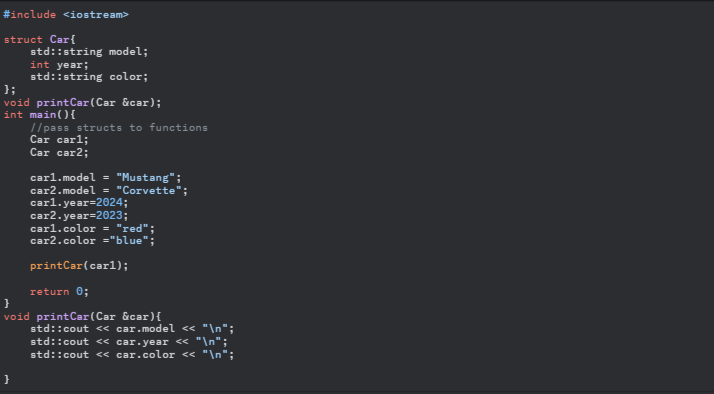 #include <iostream>
struct Car{
    std::string model;
    int year;
    std::string color;
};
void printCar(Car &car);
int main(){
    //pass structs to functions
    Car car1;
    Car car2;
    car1.model = "Mustang";
    car2.model = "Corvette";
    car1.year=2024;
    car2.year=2023;
    car1.color = "red";
    car2.color ="blue";
    printCar(car1);
    return 0;
}
void printCar(Car &car){
    std::cout << car.model << "\n";
    std::cout << car.year << "\n";
    std::cout << car.color << "\n";
}